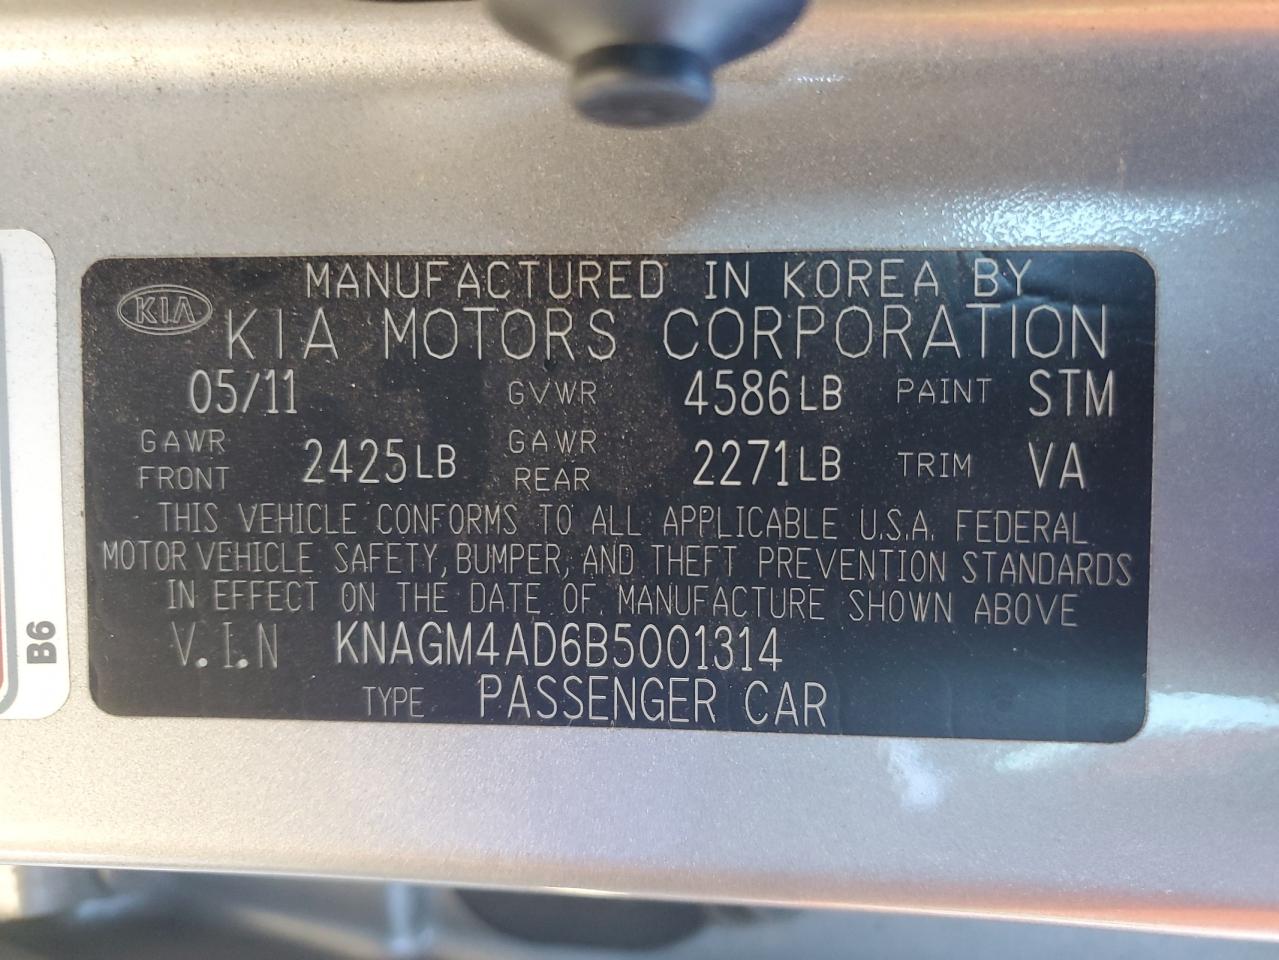 MANUFACTURED IN KOREA BY
KIA KIA MOTORS CORPORATION
05/11 GVWR 4586LB PAINT STM
GAWR FRONT 2425LB GAWR REAR 2271LB TRIM VA
THIS VEHICLE CONFORMS TO ALL APPLICABLE U.S.A. FEDERAL
MOTOR VEHICLE SAFETY, BUMPER, AND THEFT PREVENTION STANDARDS
IN EFFECT ON THE DATE OF MANUFACTURE SHOWN ABOVE
V.I.N KNAGM4AD6B5001314
TYPE PASSENGER CAR
B6